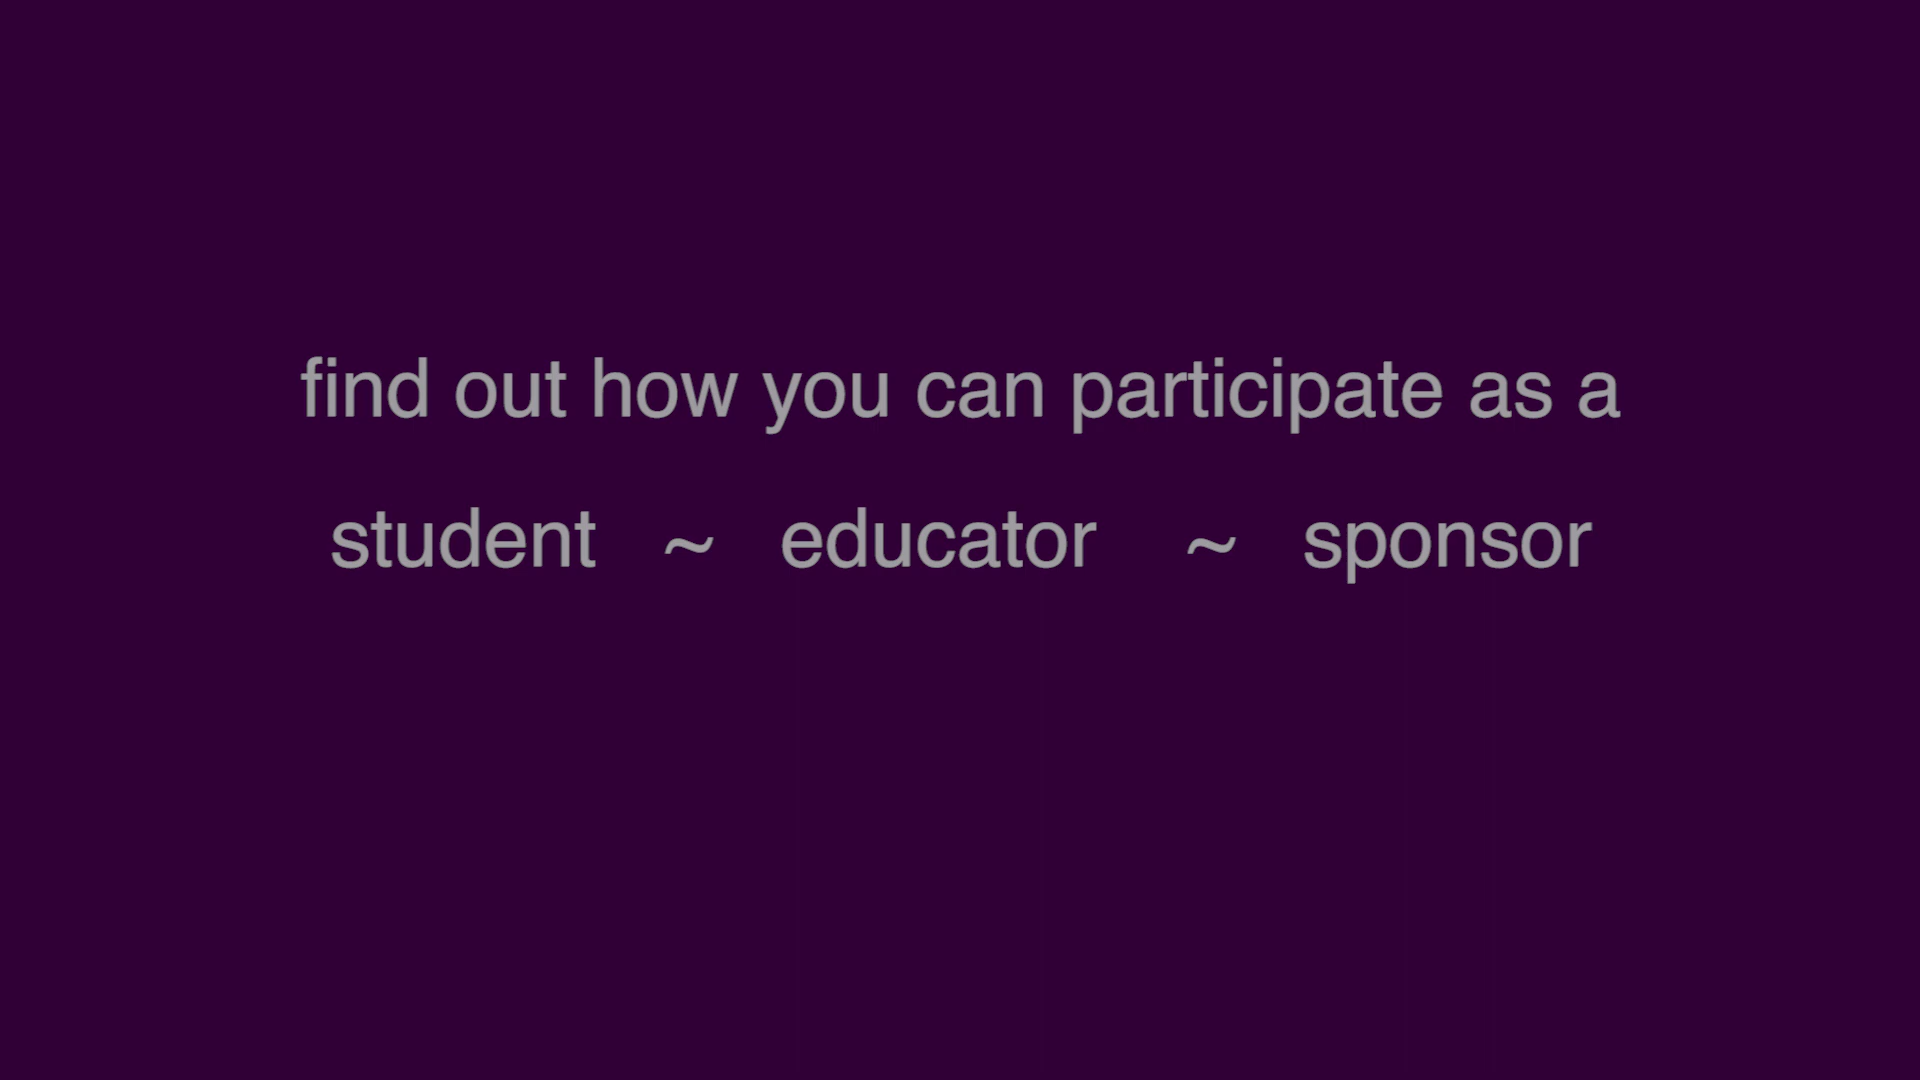 find out how you can participate as a
student ~ educator ~ sponsor